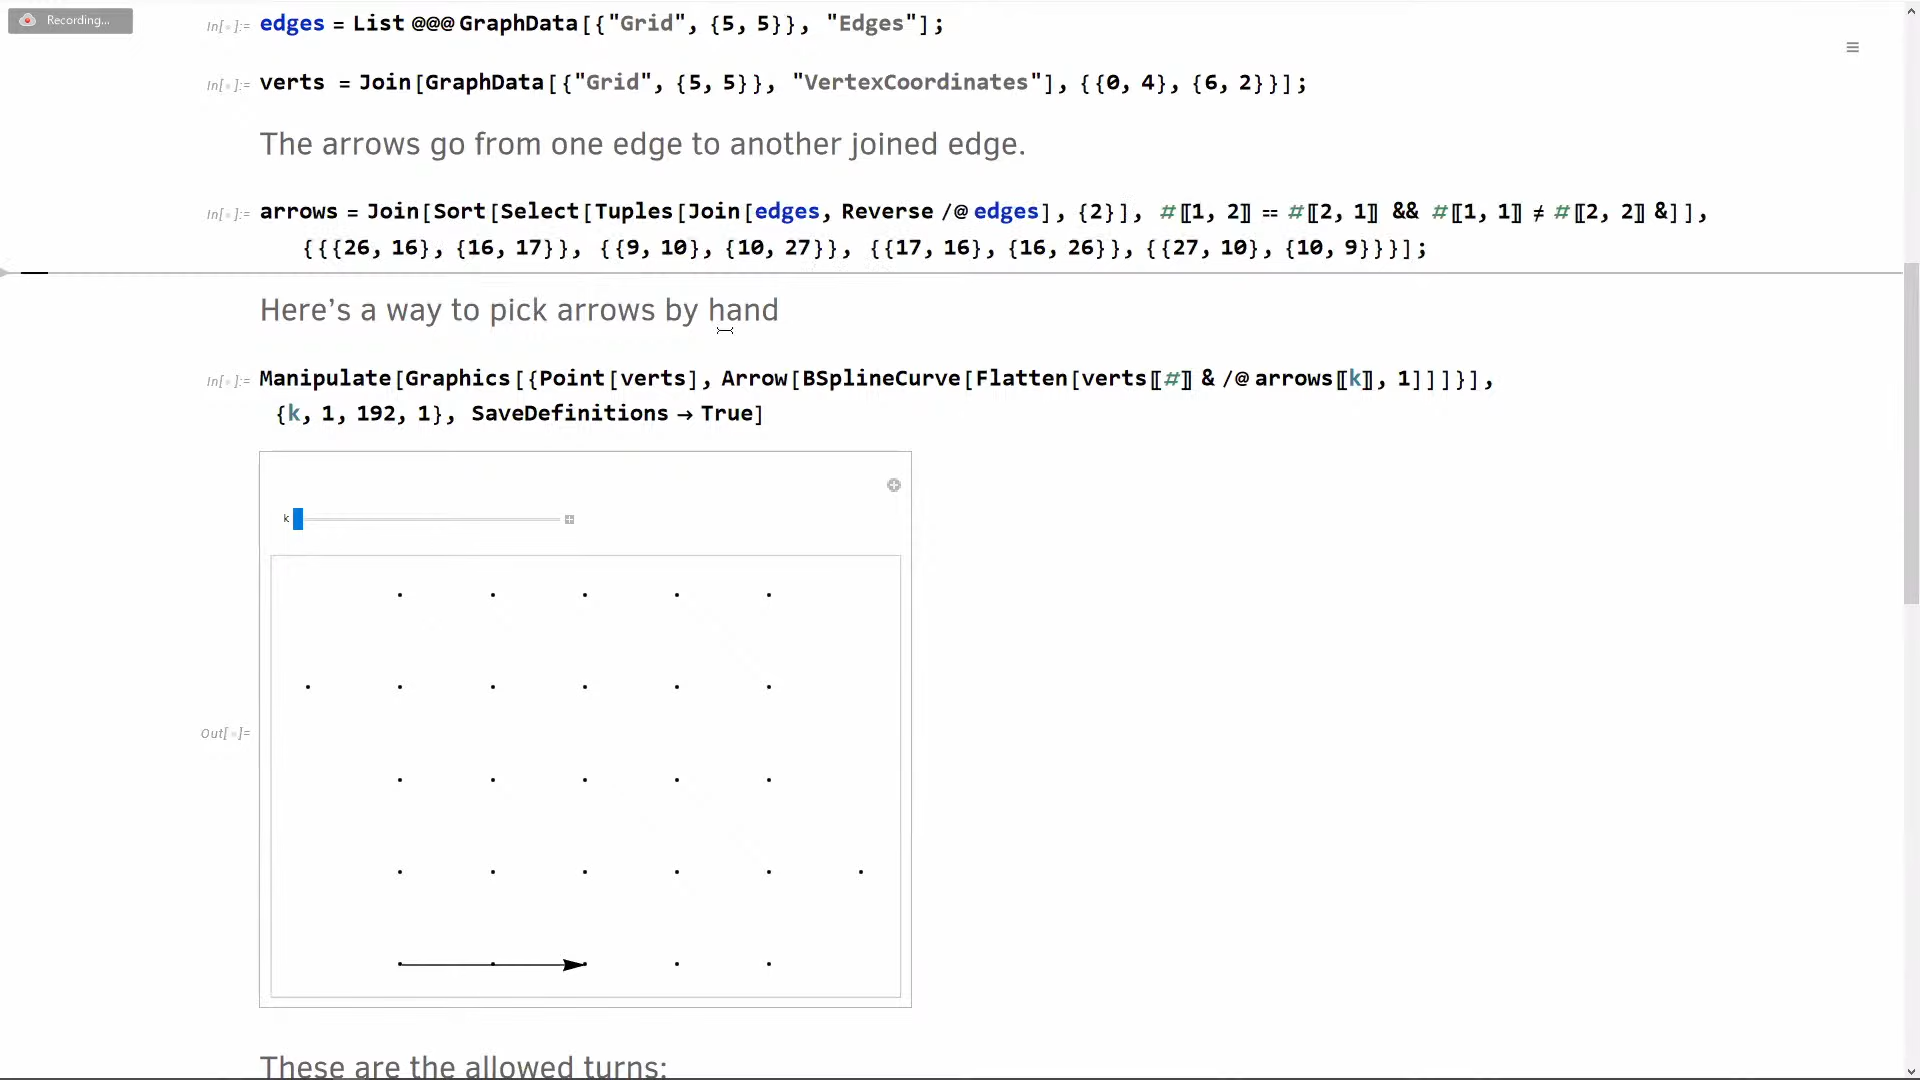 Recording...
In[ ]:= edges = List @@@ GraphData[{"Grid", {5, 5}}, "Edges"];
In[ ]:= verts = Join[GraphData[{"Grid", {5, 5}}, "VertexCoordinates"], {{0, 4}, {6, 2}}];
The arrows go from one edge to another joined edge.
In[ ]:= arrows = Join[Sort[Select[Tuples[Join[edges, Reverse /@ edges], {2}], #⟦1, 2⟧ == #⟦2, 1⟧ && #⟦1, 1⟧ ≠ #⟦2, 2⟧ &]],
{{{26, 16}, {16, 17}}, {{9, 10}, {10, 27}}, {{17, 16}, {16, 26}}, {{27, 10}, {10, 9}}}];
Here’s a way to pick arrows by hand
In[ ]:= Manipulate[Graphics[{Point[verts], Arrow[BSplineCurve[Flatten[verts⟦#⟧ & /@ arrows⟦k⟧, 1]]]}],
{k, 1, 192, 1}, SaveDefinitions → True]
k
Out[ ]=
These are the allowed turns: